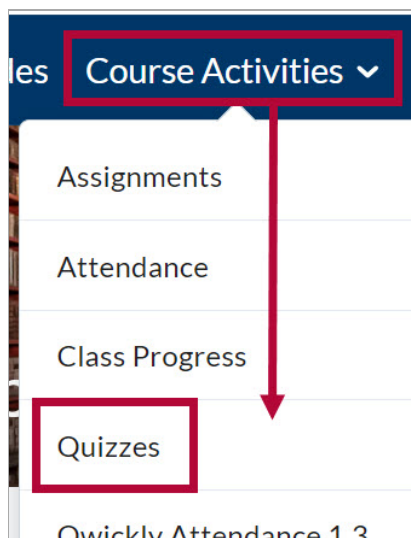 les Course Activities
Assignments
Attendance
Class Progress
Quizzes
Qwickly Attendance 1.3